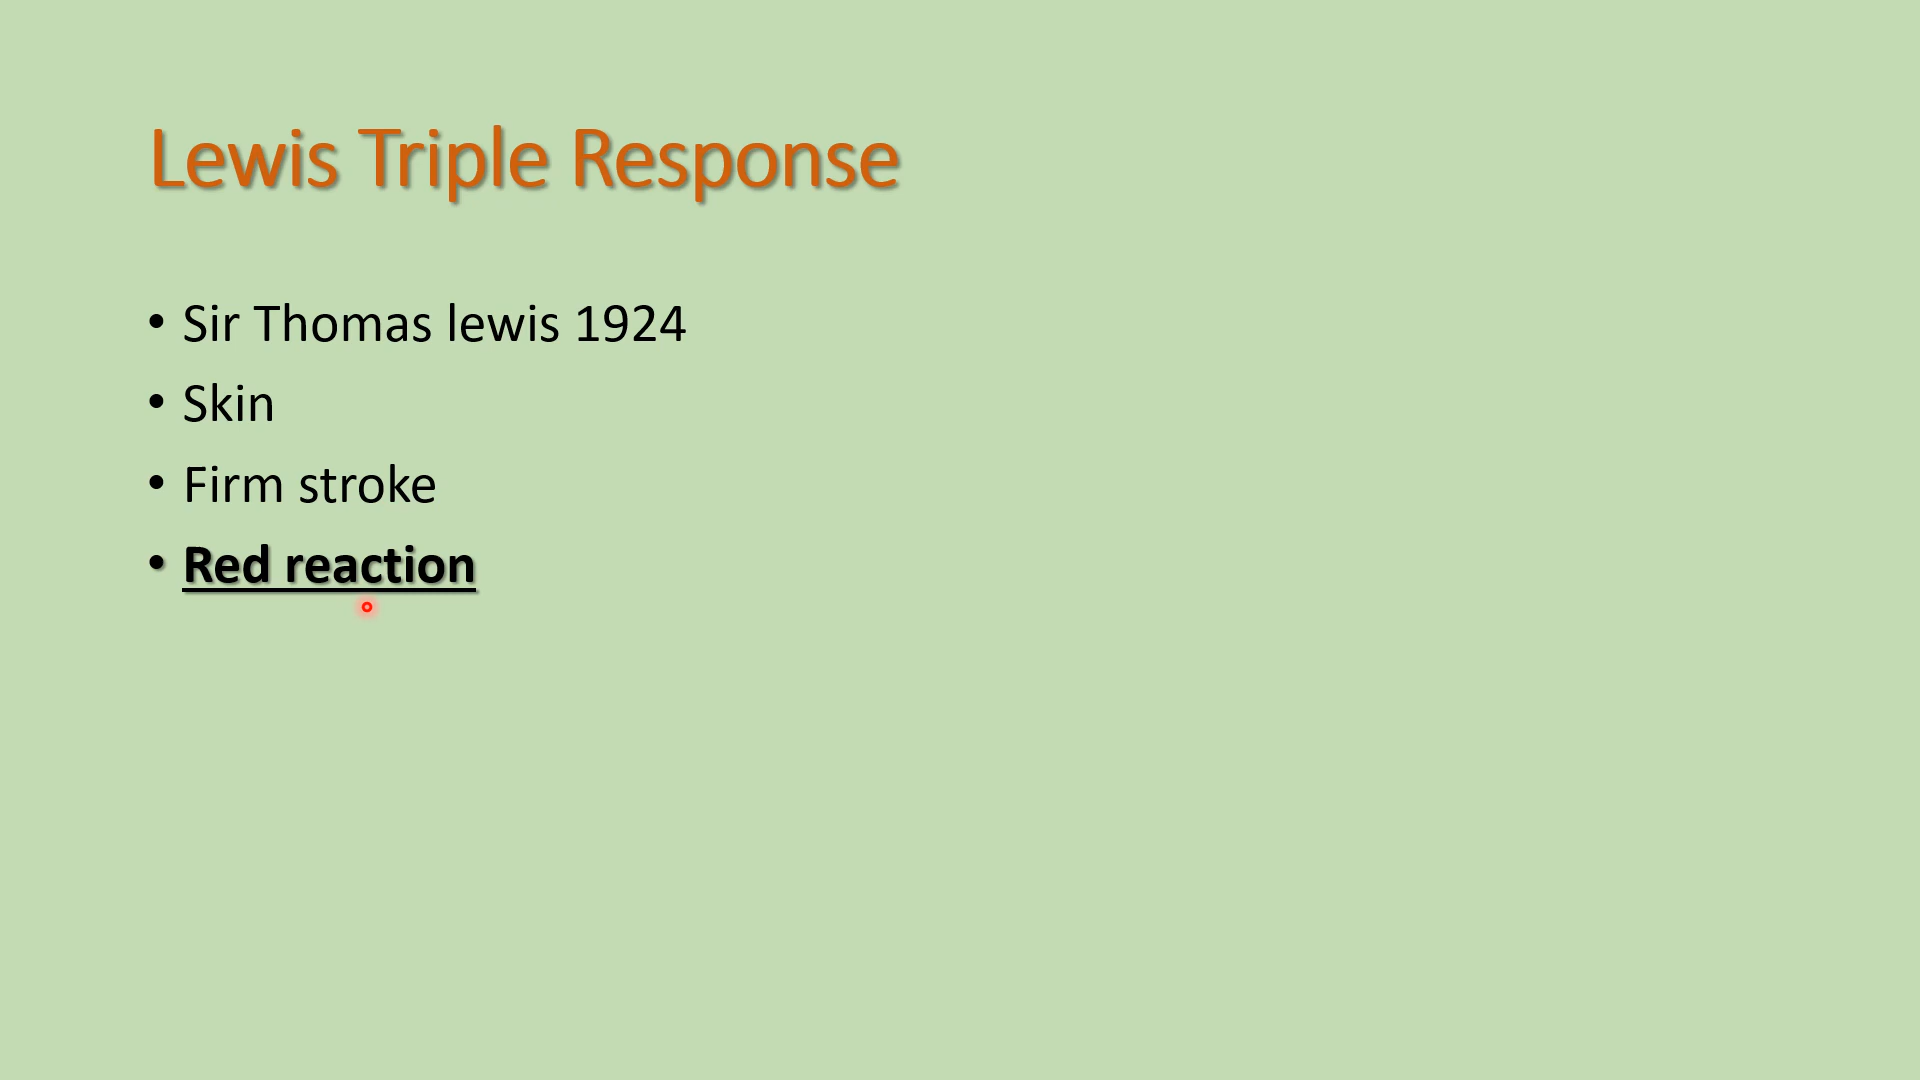 Lewis Triple Response
• Sir Thomas lewis 1924
• Skin
• Firm stroke
• Red reaction